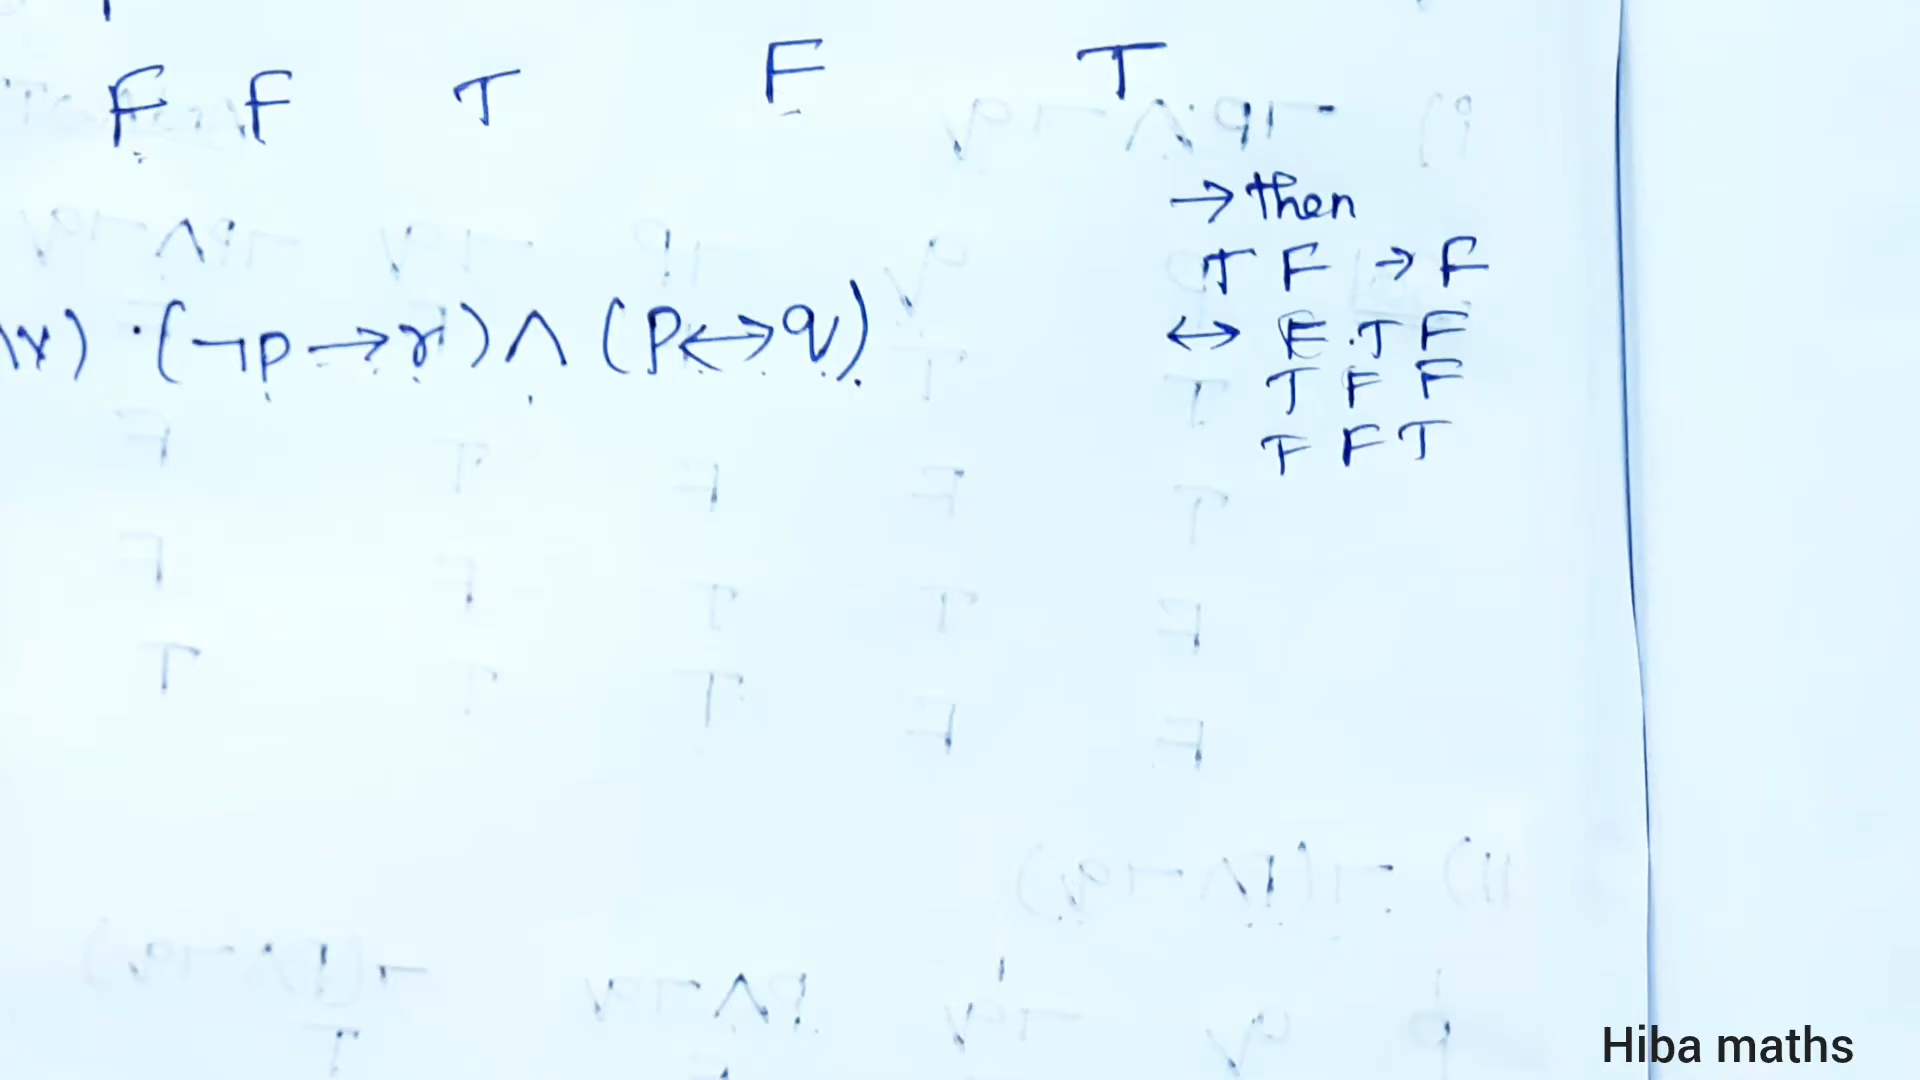 F F T F T
→ then
T F → F
r) (¬p → r) ∧ (p ↔ q)
↔ F T F
T F F
F F T
Hiba maths